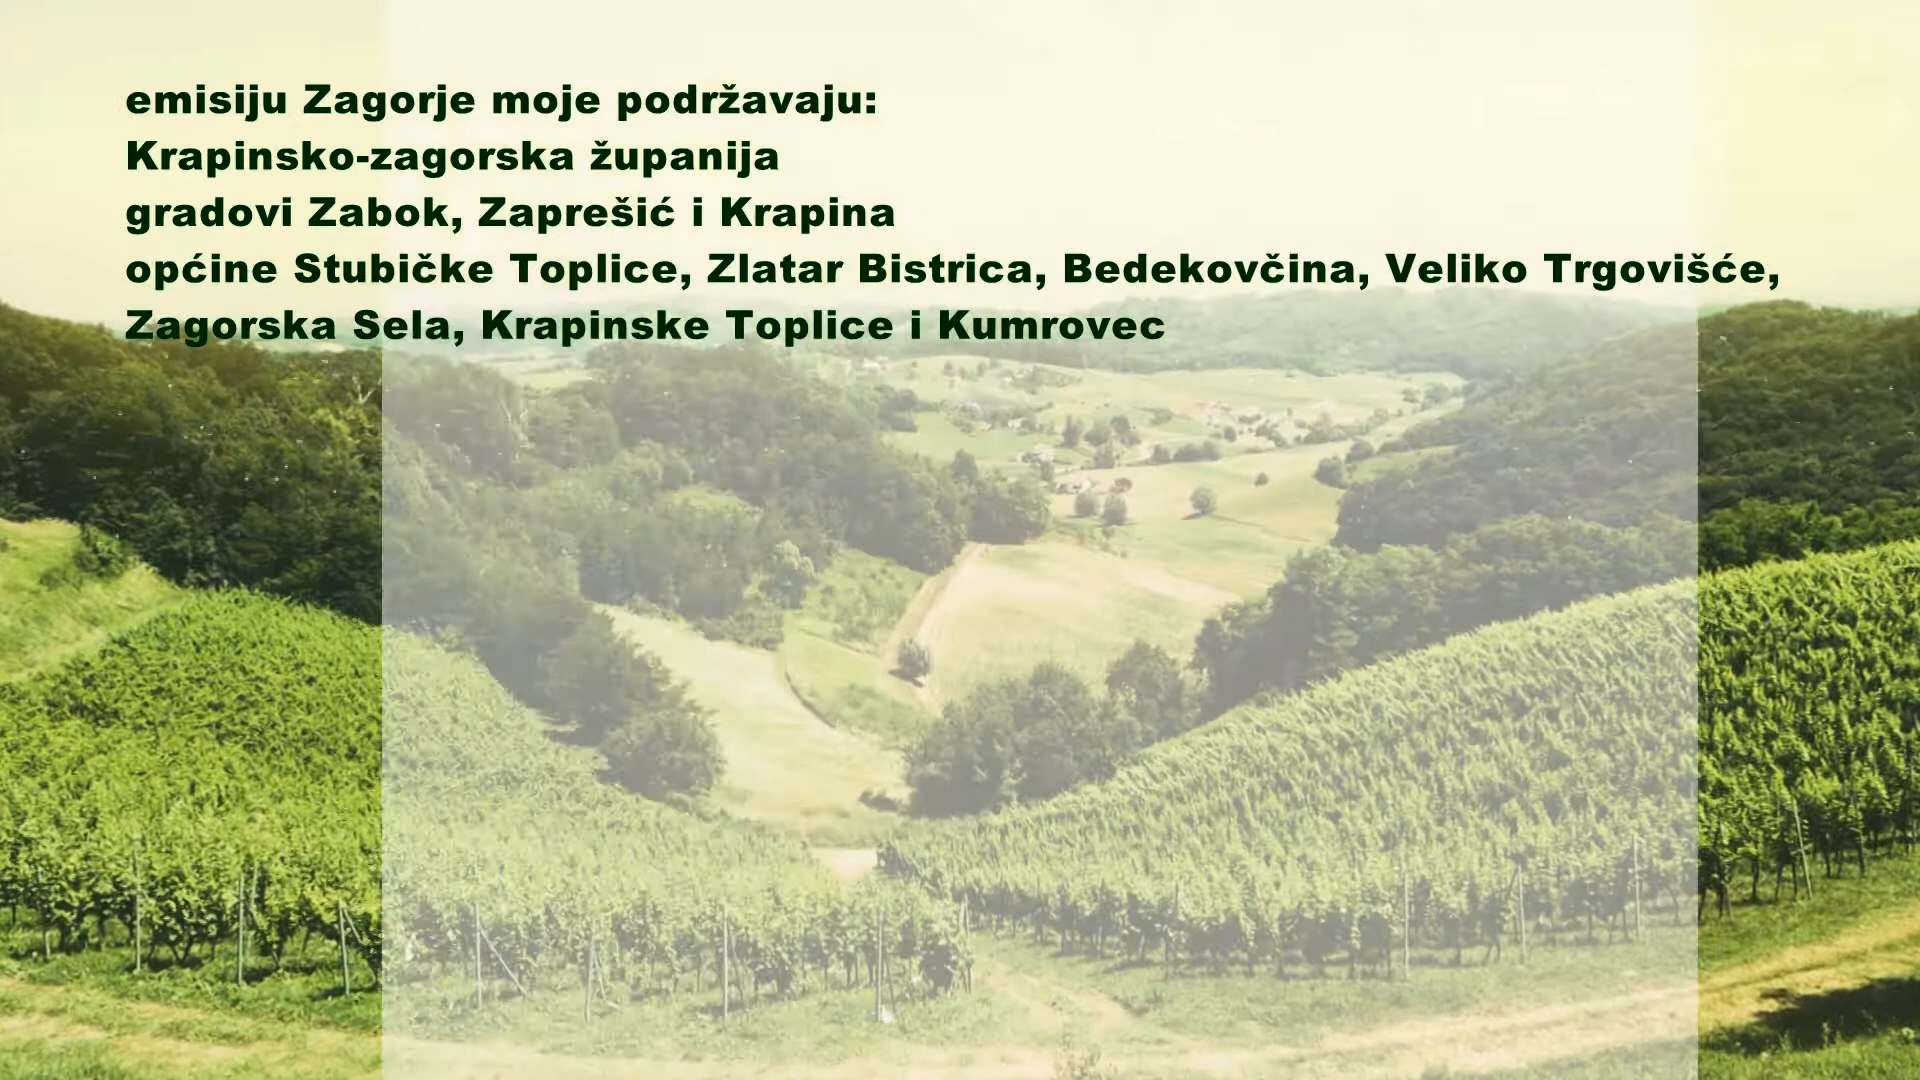 emisiju Zagorje moje podržavaju:
Krapinsko-zagorska županija
gradovi Zabok, Zaprešić i Krapina
općine Stubičke Toplice, Zlatar Bistrica, Bedekovčina, Veliko Trgovišće,
Zagorska Sela, Krapinske Toplice i Kumrovec